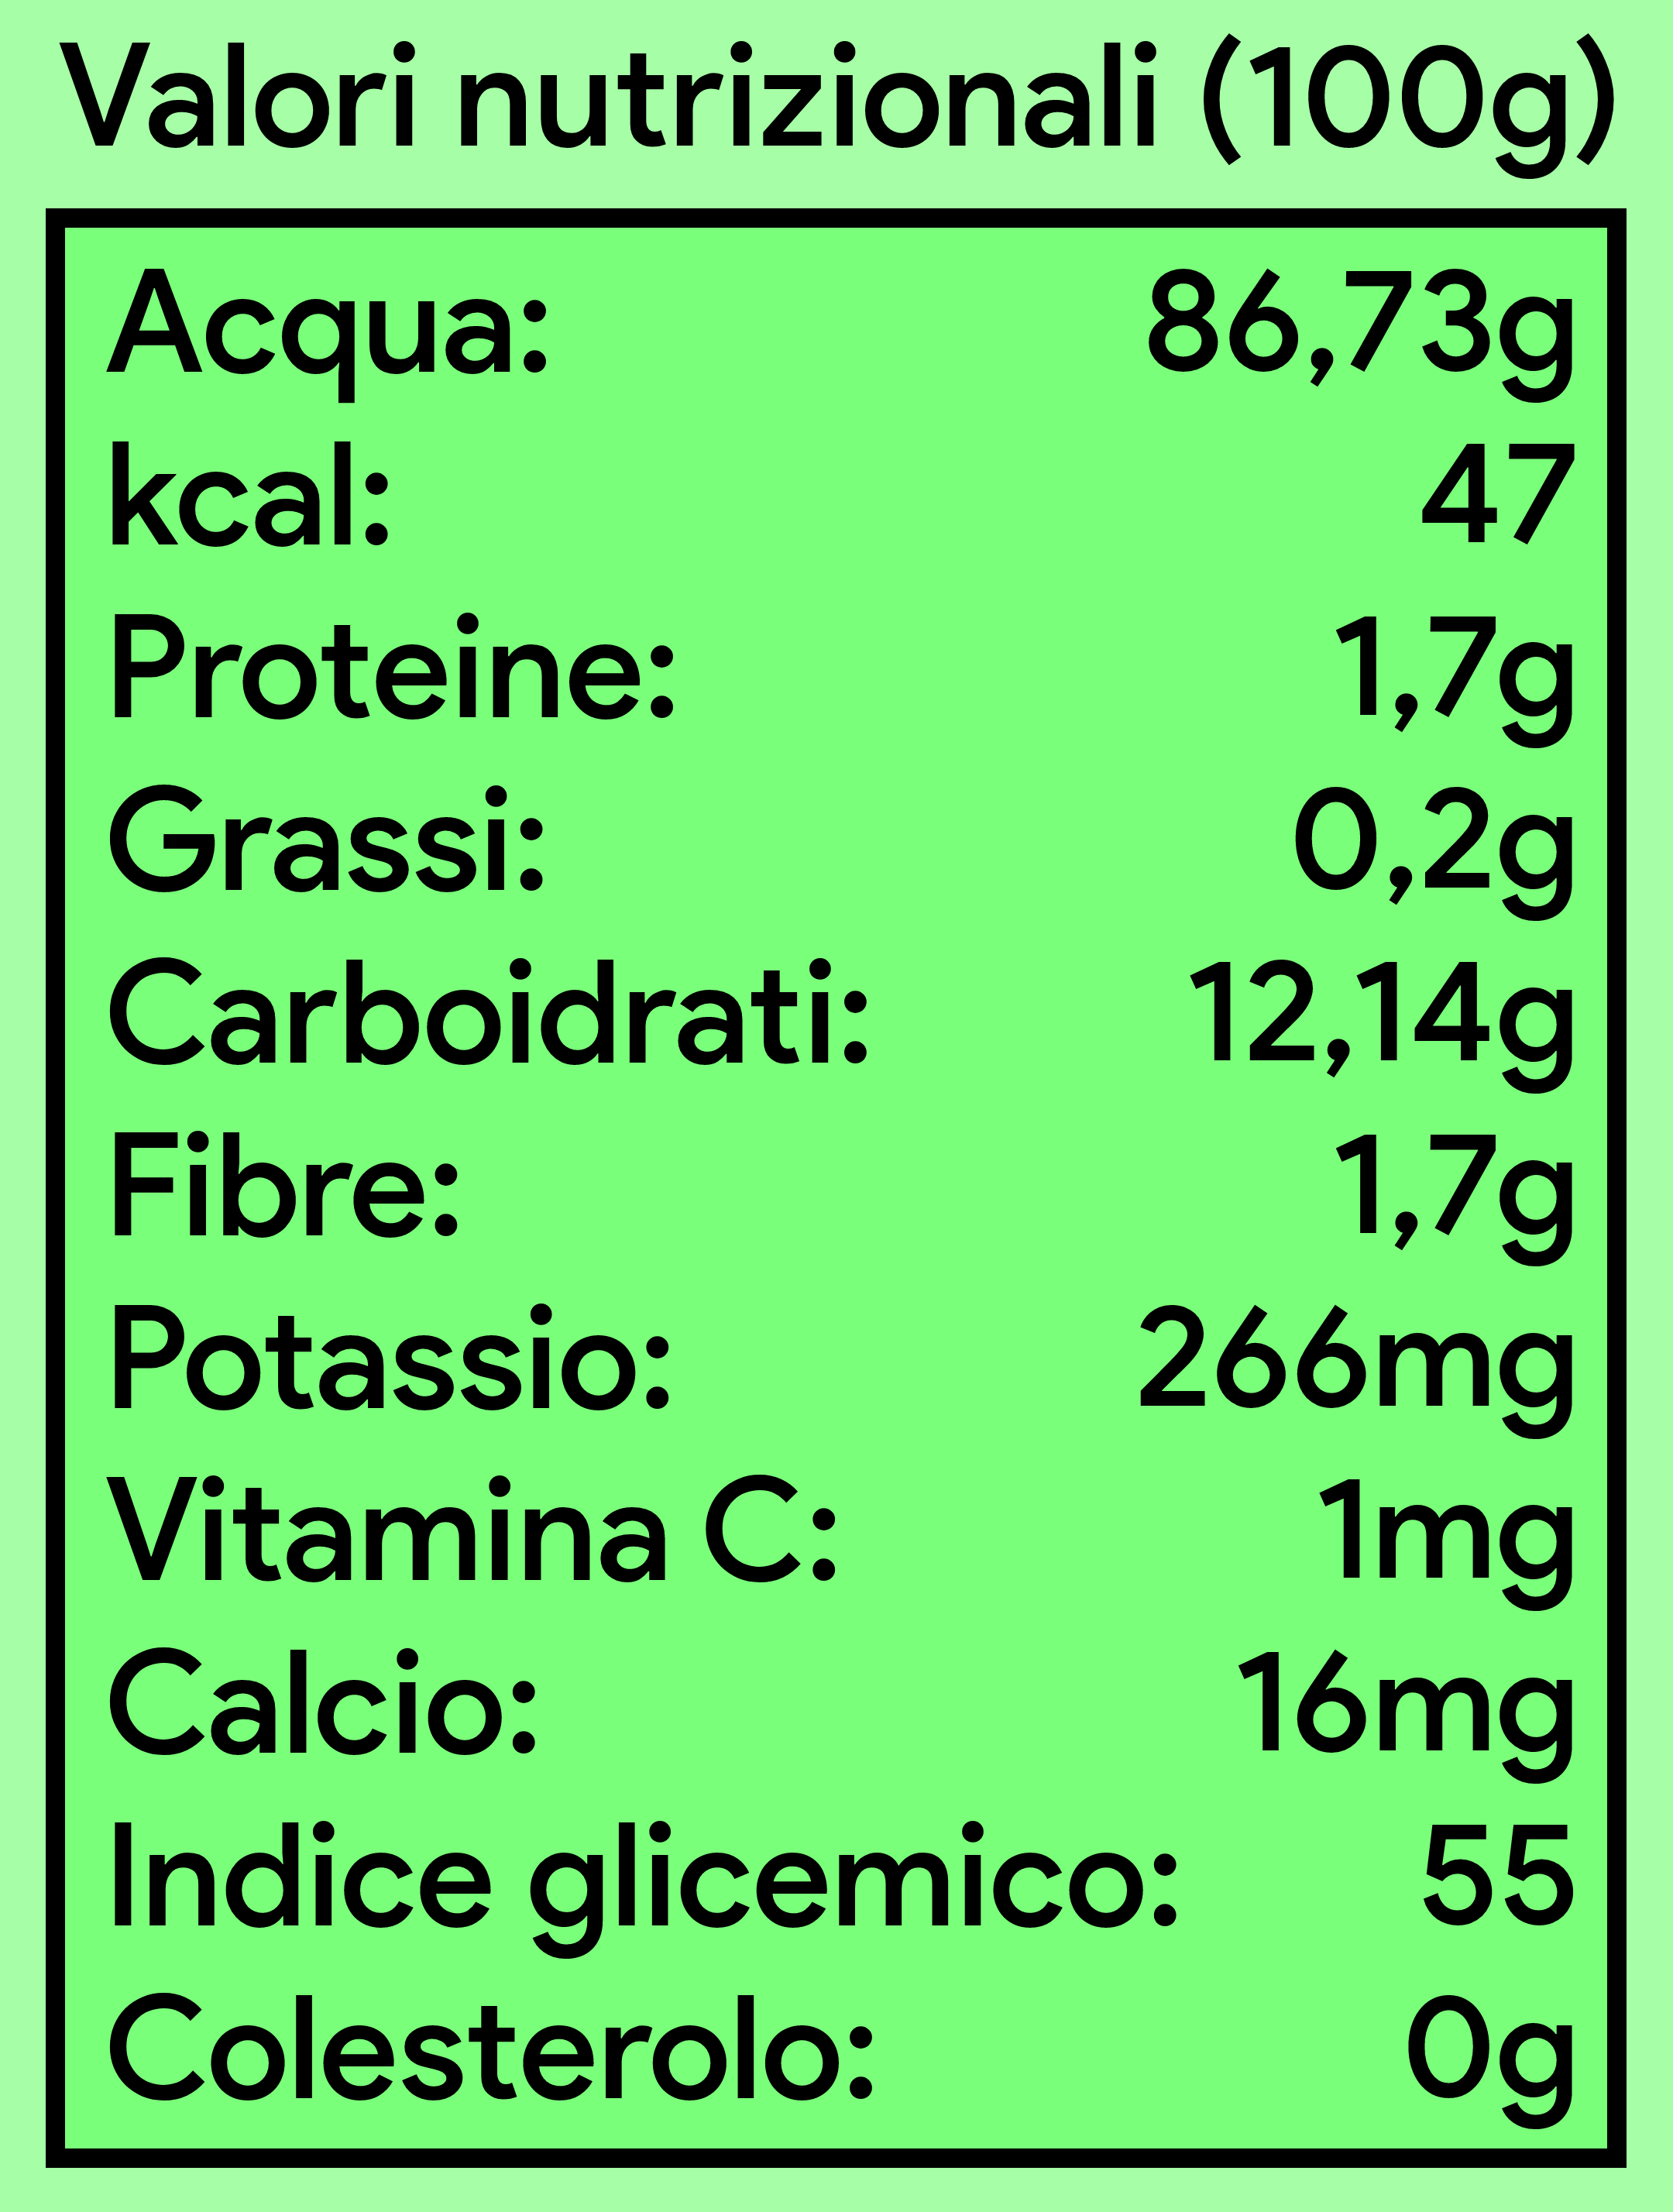 Valori nutrizionali (100g)
Acqua: 86,73g
kcal: 47
Proteine: 1,7g
Grassi: 0,2g
Carboidrati: 12,14g
Fibre: 1,7g
Potassio: 266mg
Vitamina C: 1mg
Calcio: 16mg
Indice glicemico: 55
Colesterolo: 0g